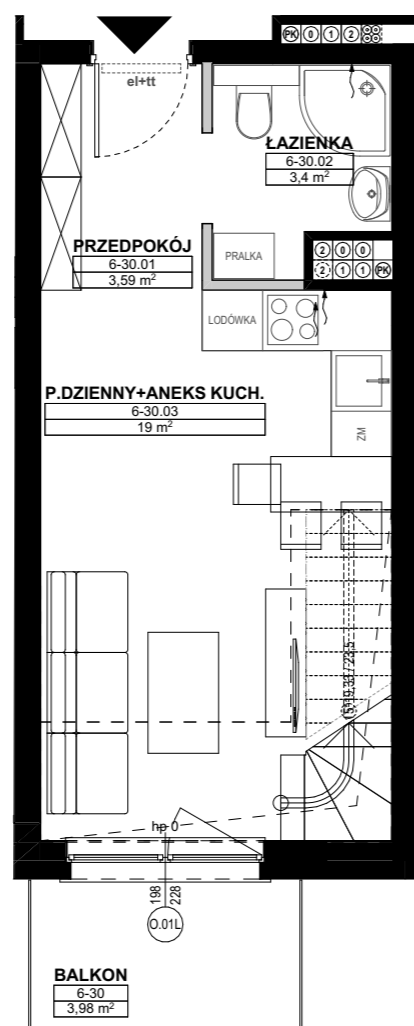 PK 0 1 2
el+tt
ŁAZIENKA
6-30.02
3,4 m²
PRZEDPOKÓJ
6-30.01
3,59 m²
PRALKA
2 0 0
2 1 1 PK
LODÓWKA
P.DZIENNY+ANEKS KUCH.
6-30.03
19 m²
ZM
hp 0
198
228
O.01L
BALKON
6-30
3,98 m²